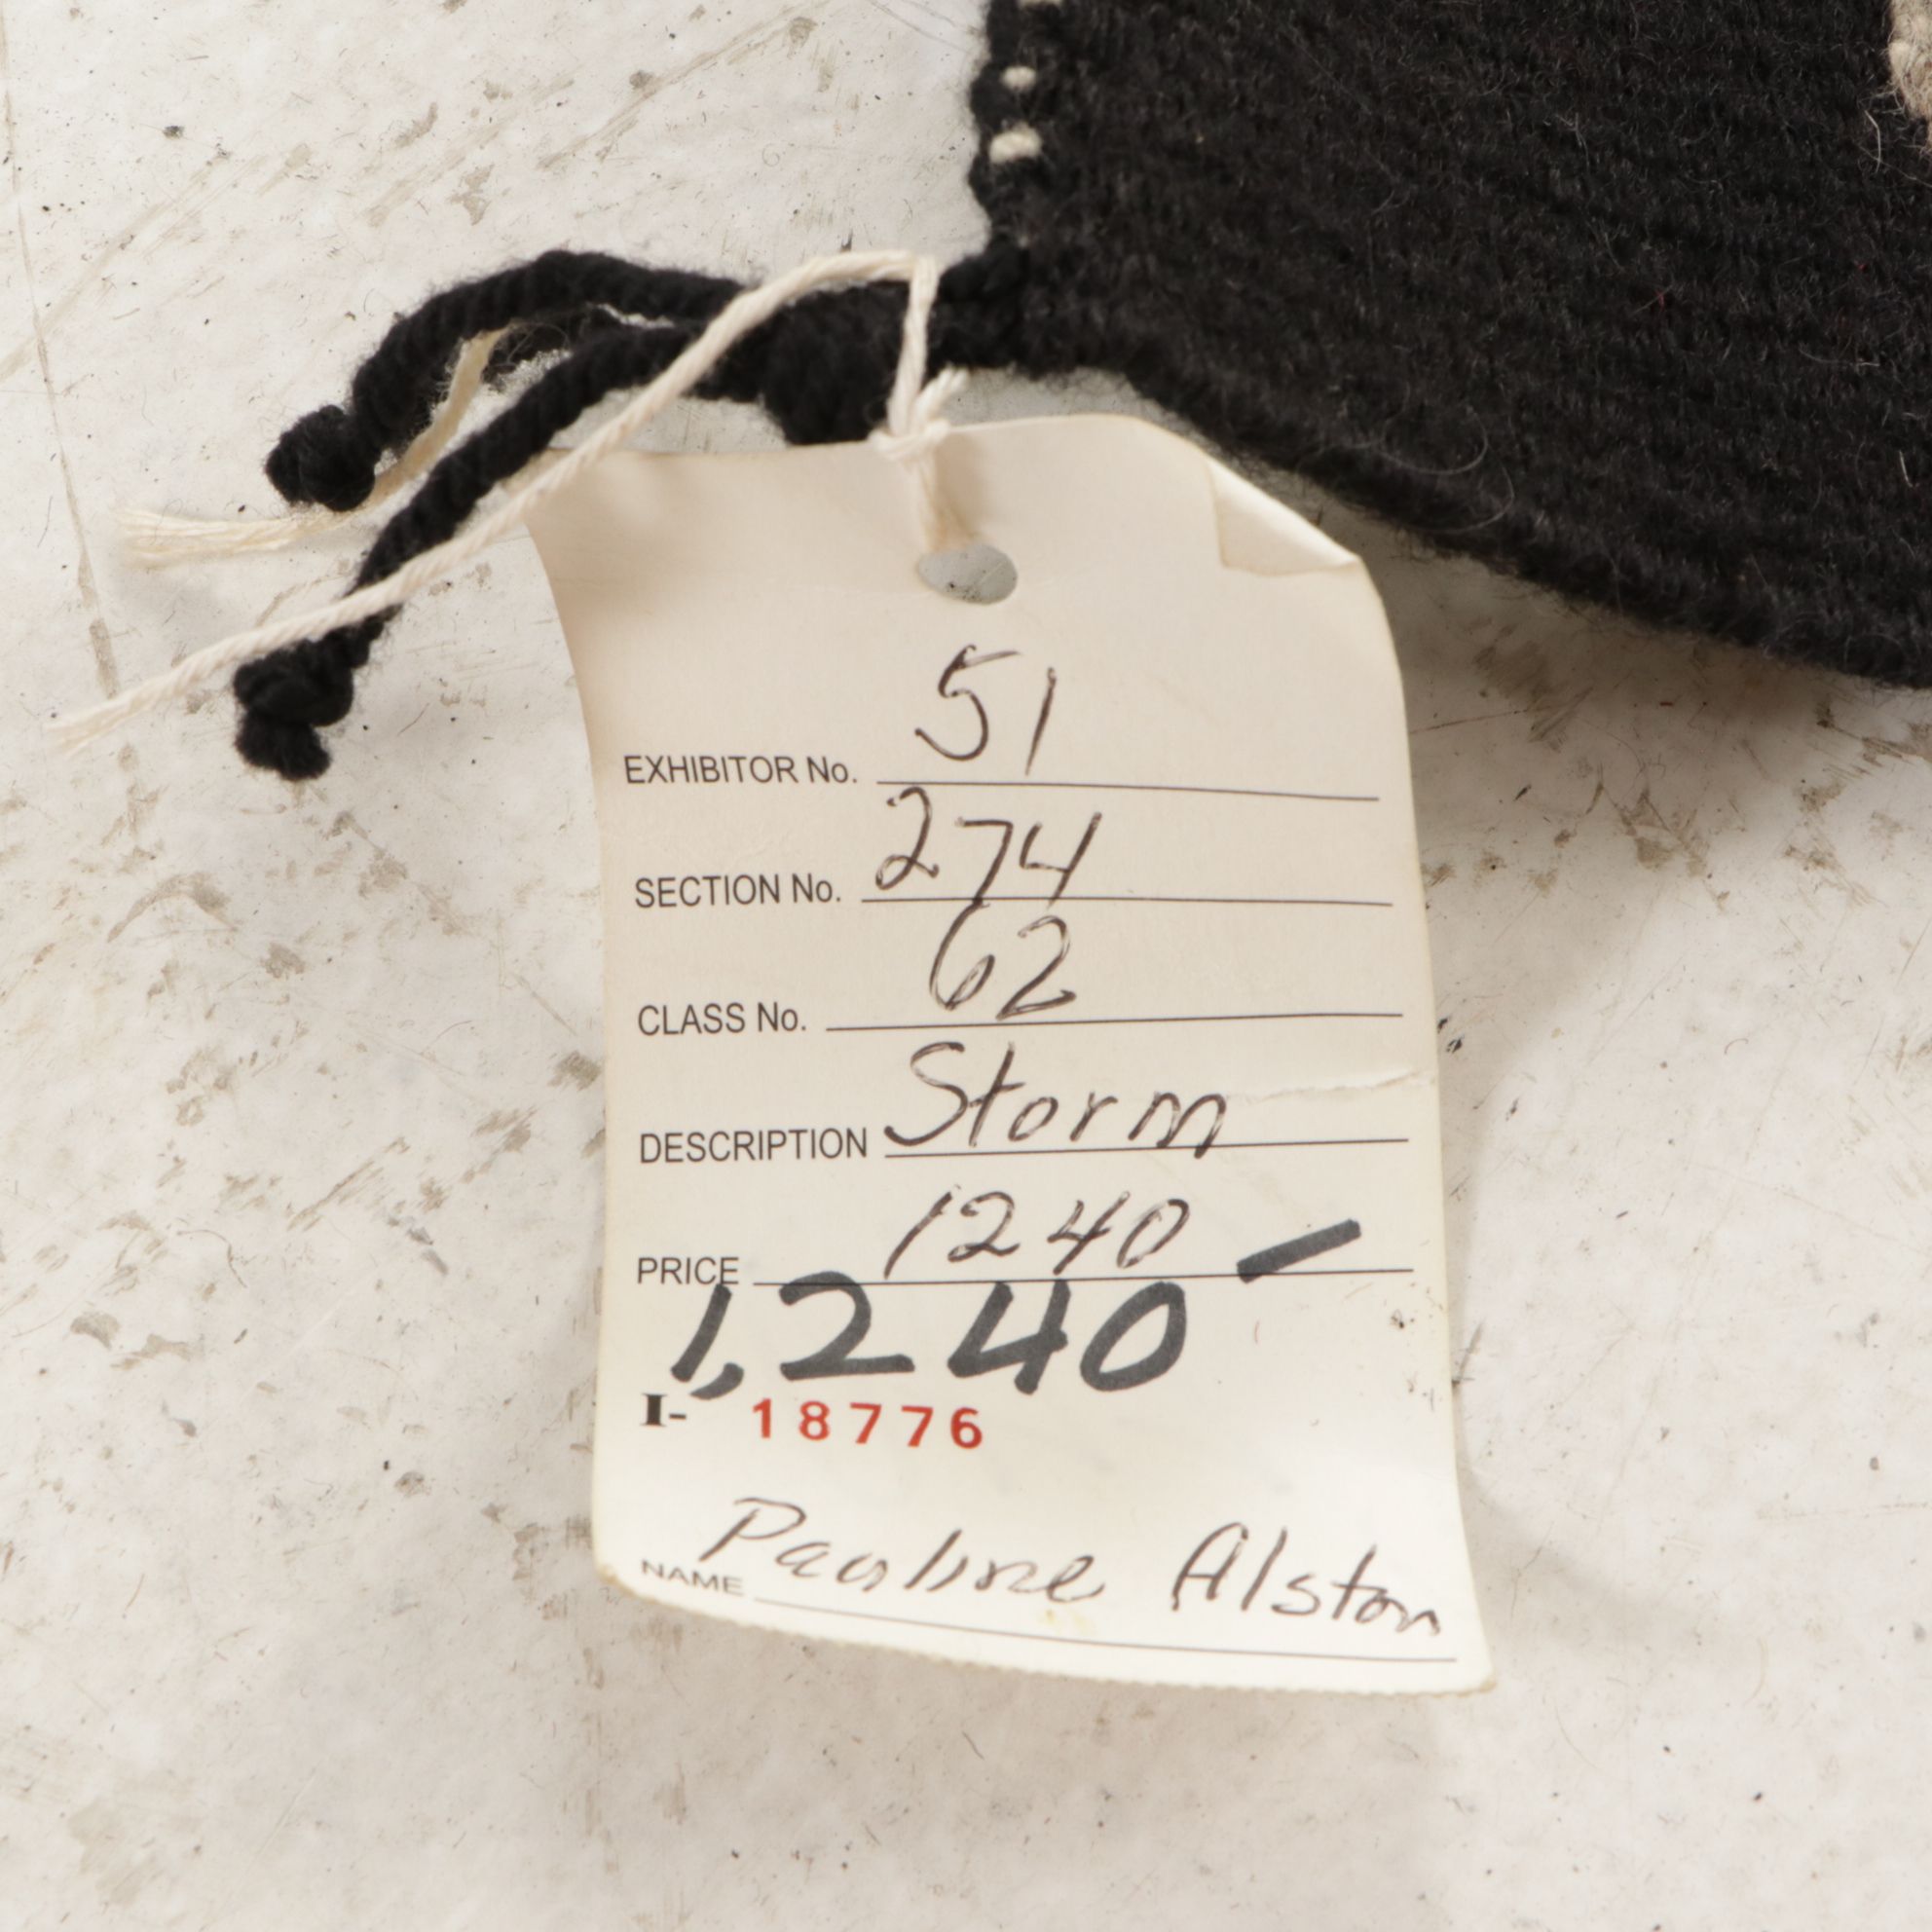 EXHIBITOR No. 51
SECTION No. 274
CLASS No. 62
DESCRIPTION Storm
PRICE 1240
1,240 –
I- 18776
NAME Pauline Alston